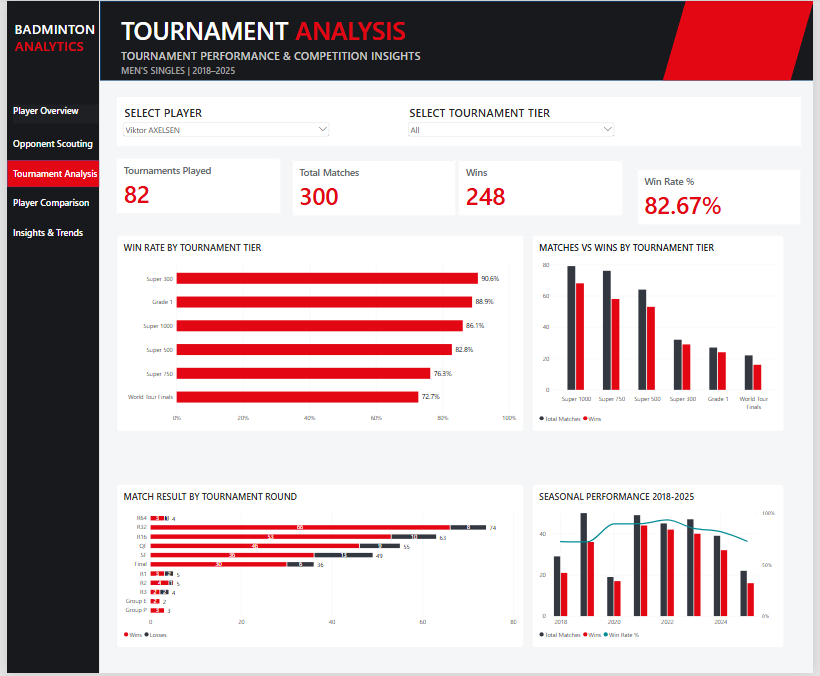 BADMINTON
ANALYTICS
TOURNAMENT ANALYSIS
TOURNAMENT PERFORMANCE & COMPETITION INSIGHTS
MEN'S SINGLES | 2018–2025
Player Overview
Opponent Scouting
Tournament Analysis
Player Comparison
Insights & Trends
SELECT PLAYER
Viktor AXELSEN
SELECT TOURNAMENT TIER
All
Tournaments Played
82
Total Matches
300
Wins
248
Win Rate %
82.67%
WIN RATE BY TOURNAMENT TIER
Super 300 90.6%
Grade 1 88.9%
Super 1000 86.1%
Super 500 82.8%
Super 750 76.3%
World Tour Finals 72.7%
0% 20% 40% 60% 80% 100%
MATCHES VS WINS BY TOURNAMENT TIER
80
60
40
20
0
Super 1000 Super 750 Super 500 Super 300 Grade 1 World Tour
Finals
Total Matches Wins
MATCH RESULT BY TOURNAMENT ROUND
R64 4
R32 66 8 74
R16 53 10 63
QF 46 9 55
SF 36 13 49
Final 30 6 36
R1 5
R2 4 1 5
R3 2 2 4
Group E 2 2
Group P 3 3
0 20 40 60 80
Wins Losses
SEASONAL PERFORMANCE 2018-2025
40
20
0
100%
50%
0%
2018 2020 2022 2024
Total Matches Wins Win Rate %